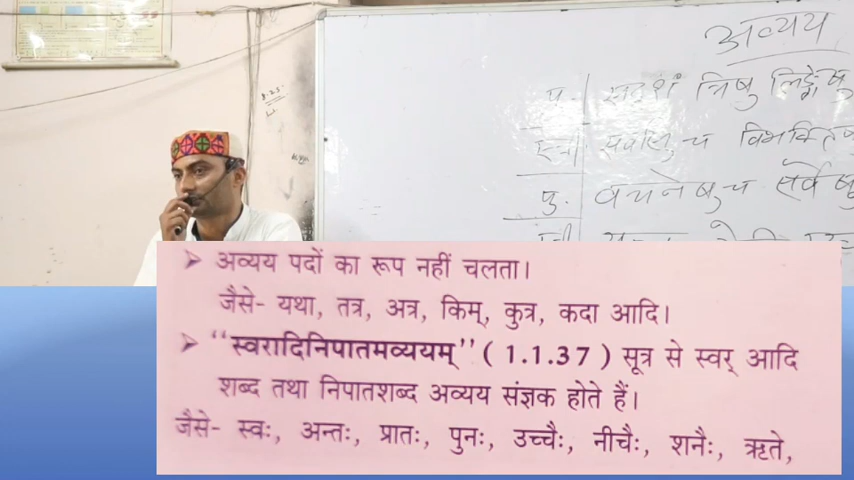 अव्यय
सदृशं त्रिषु लिङ्गेषु
च विभक्तिषु
वचनेषु च सर्वेषु
➤ अव्यय पदों का रूप नहीं चलता।
जैसे- यथा, तत्र, अत्र, किम्, कुत्र, कदा आदि।
➤ “स्वरादिनिपातमव्ययम्” ( 1.1.37 ) सूत्र से स्वर् आदि
शब्द तथा निपातशब्द अव्यय संज्ञक होते हैं।
जैसे- स्वः, अन्तः, प्रातः, पुनः, उच्चैः, नीचैः, शनैः, ऋते,